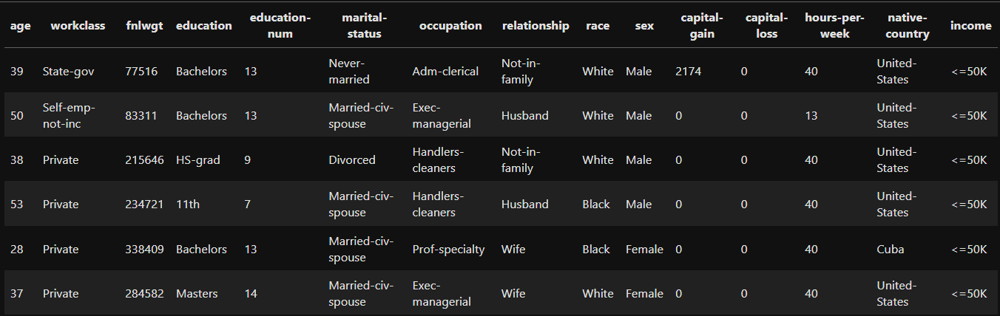 age workclass fnlwgt education education-num marital-status occupation relationship race sex capital-gain capital-loss hours-per-week native-country income
39 State-gov 77516 Bachelors 13 Never-married Adm-clerical Not-in-family White Male 2174 0 40 United-States <=50K
50 Self-emp-not-inc 83311 Bachelors 13 Married-civ-spouse Exec-managerial Husband White Male 0 0 13 United-States <=50K
38 Private 215646 HS-grad 9 Divorced Handlers-cleaners Not-in-family White Male 0 0 40 United-States <=50K
53 Private 234721 11th 7 Married-civ-spouse Handlers-cleaners Husband Black Male 0 0 40 United-States <=50K
28 Private 338409 Bachelors 13 Married-civ-spouse Prof-specialty Wife Black Female 0 0 40 Cuba <=50K
37 Private 284582 Masters 14 Married-civ-spouse Exec-managerial Wife White Female 0 0 40 United-States <=50K